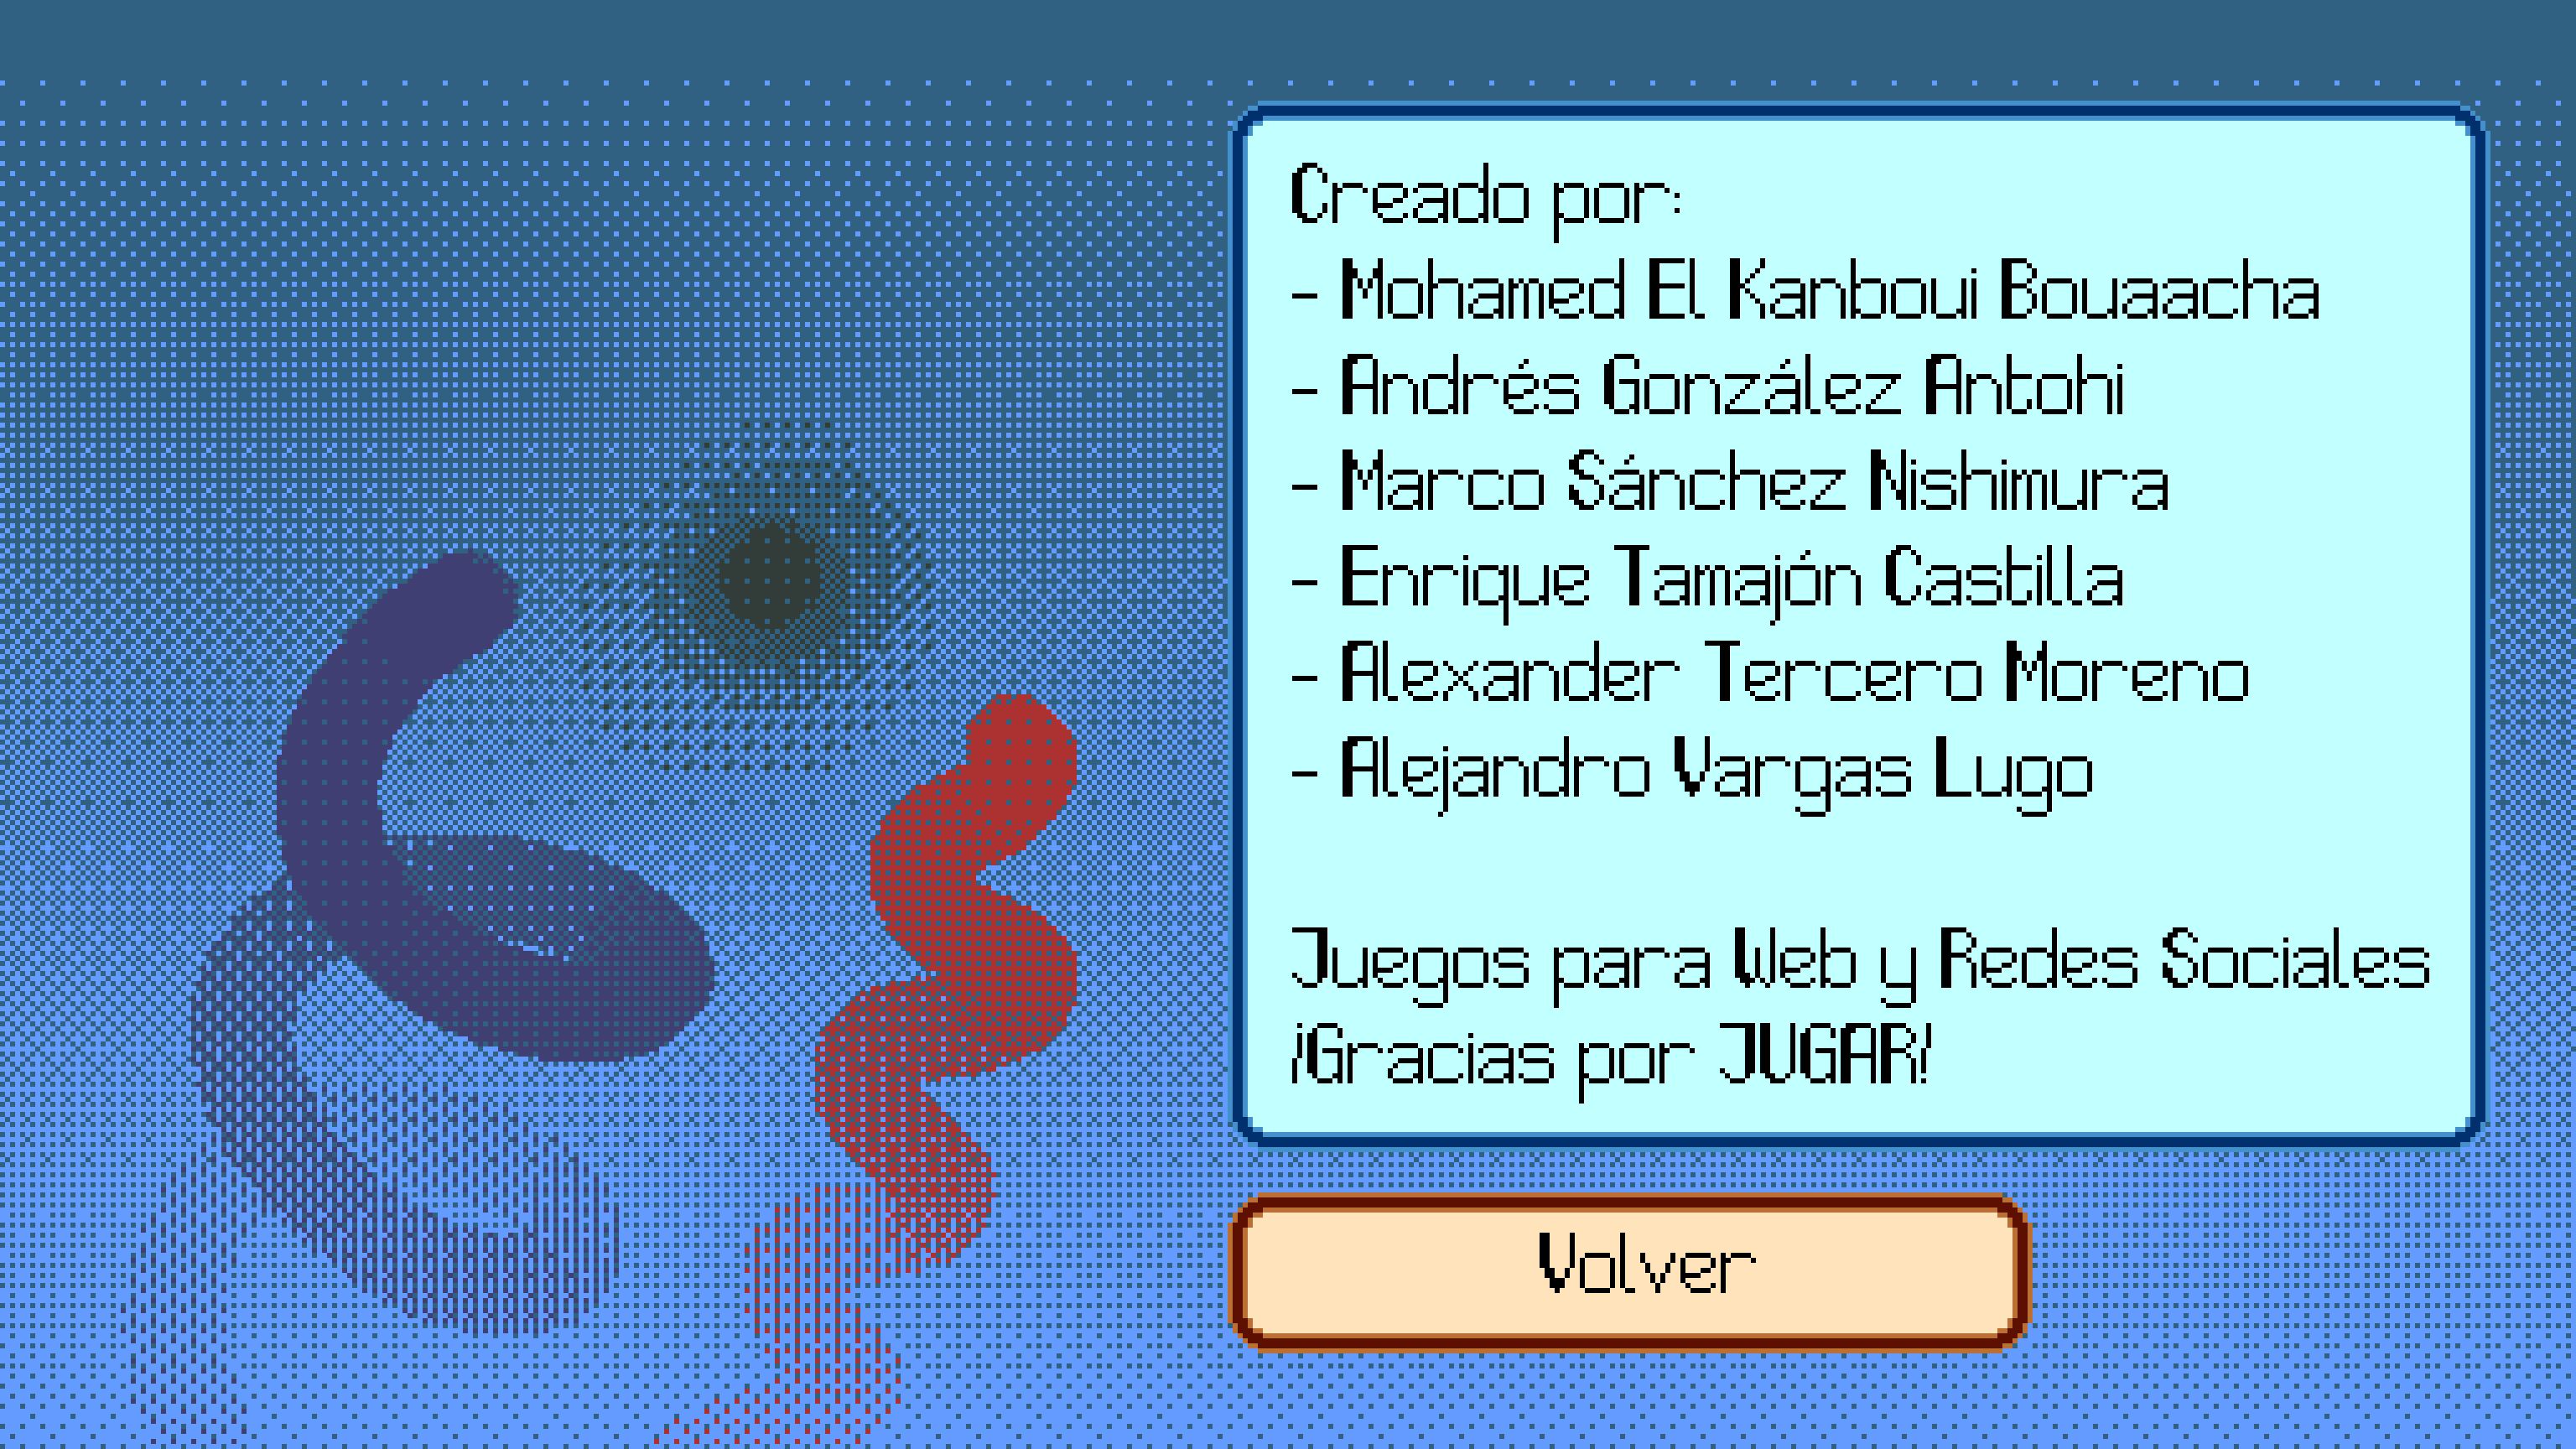 Creado por:
- Mohamed El Kanboui Bouaacha
- Andrés González Antohi
- Marco Sánchez Nishimura
- Enrique Tamajón Castilla
- Alexander Tercero Moreno
- Alejandro Vargas Lugo
Juegos para Web y Redes Sociales
¡Gracias por JUGAR!
Volver